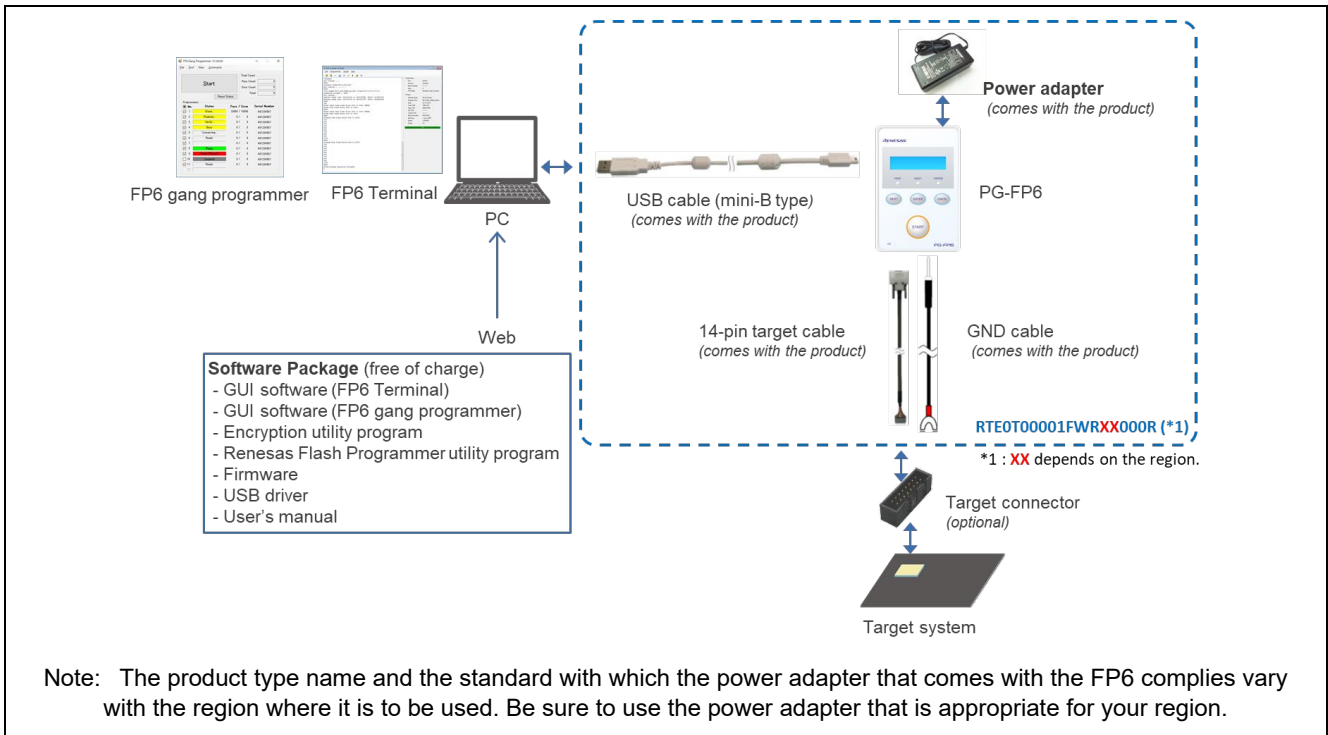 Start
FP6 gang programmer
FP6 Terminal
PC
USB cable (mini-B type)
(comes with the product)
Power adapter
(comes with the product)
RENESAS
START
PG-FP6
PG-FP6
14-pin target cable
(comes with the product)
GND cable
(comes with the product)
Web
Software Package (free of charge)
- GUI software (FP6 Terminal)
- GUI software (FP6 gang programmer)
- Encryption utility program
- Renesas Flash Programmer utility program
- Firmware
- USB driver
- User's manual
RTE0T00001FWRXX000R (*1)
*1 : XX depends on the region.
Target connector
(optional)
Target system
Note: The product type name and the standard with which the power adapter that comes with the FP6 complies vary
with the region where it is to be used. Be sure to use the power adapter that is appropriate for your region.